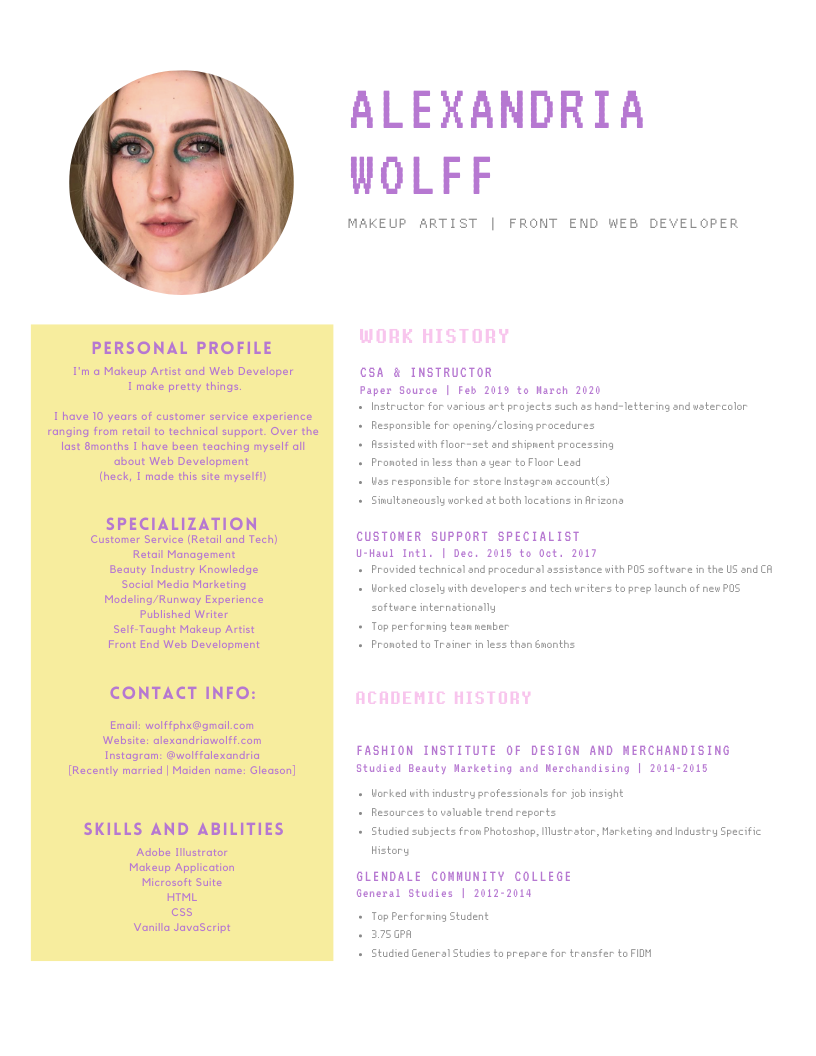 ALEXANDRIA
WOLFF
MAKEUP ARTIST | FRONT END WEB DEVELOPER
PERSONAL PROFILE
I'm a Makeup Artist and Web Developer
I make pretty things.
I have 10 years of customer service experience
ranging from retail to technical support. Over the
last 8months I have been teaching myself all
about Web Development
(heck, I made this site myself!)
SPECIALIZATION
Customer Service (Retail and Tech)
Retail Management
Beauty Industry Knowledge
Social Media Marketing
Modeling/Runway Experience
Published Writer
Self-Taught Makeup Artist
Front End Web Development
CONTACT INFO:
Email: wolffphx@gmail.com
Website: alexandriawolff.com
Instagram: @wolffalexandria
[Recently married | Maiden name: Gleason]
SKILLS AND ABILITIES
Adobe Illustrator
Makeup Application
Microsoft Suite
HTML
CSS
Vanilla JavaScript
WORK HISTORY
CSA & INSTRUCTOR
Paper Source | Feb 2019 to March 2020
• Instructor for various art projects such as hand-lettering and watercolor
• Responsible for opening/closing procedures
• Assisted with floor-set and shipment processing
• Promoted in less than a year to Floor Lead
• Was responsible for store Instagram account(s)
• Simultaneously worked at both locations in Arizona
CUSTOMER SUPPORT SPECIALIST
U-Haul Intl. | Dec. 2015 to Oct. 2017
• Provided technical and procedural assistance with POS software in the US and CA
• Worked closely with developers and tech writers to prep launch of new POS
software internationally
• Top performing team member
• Promoted to Trainer in less than 6months
ACADEMIC HISTORY
FASHION INSTITUTE OF DESIGN AND MERCHANDISING
Studied Beauty Marketing and Merchandising | 2014-2015
• Worked with industry professionals for job insight
• Resources to valuable trend reports
• Studied subjects from Photoshop, Illustrator, Marketing and Industry Specific
History
GLENDALE COMMUNITY COLLEGE
General Studies | 2012-2014
• Top Performing Student
• 3.75 GPA
• Studied General Studies to prepare for transfer to FIDM